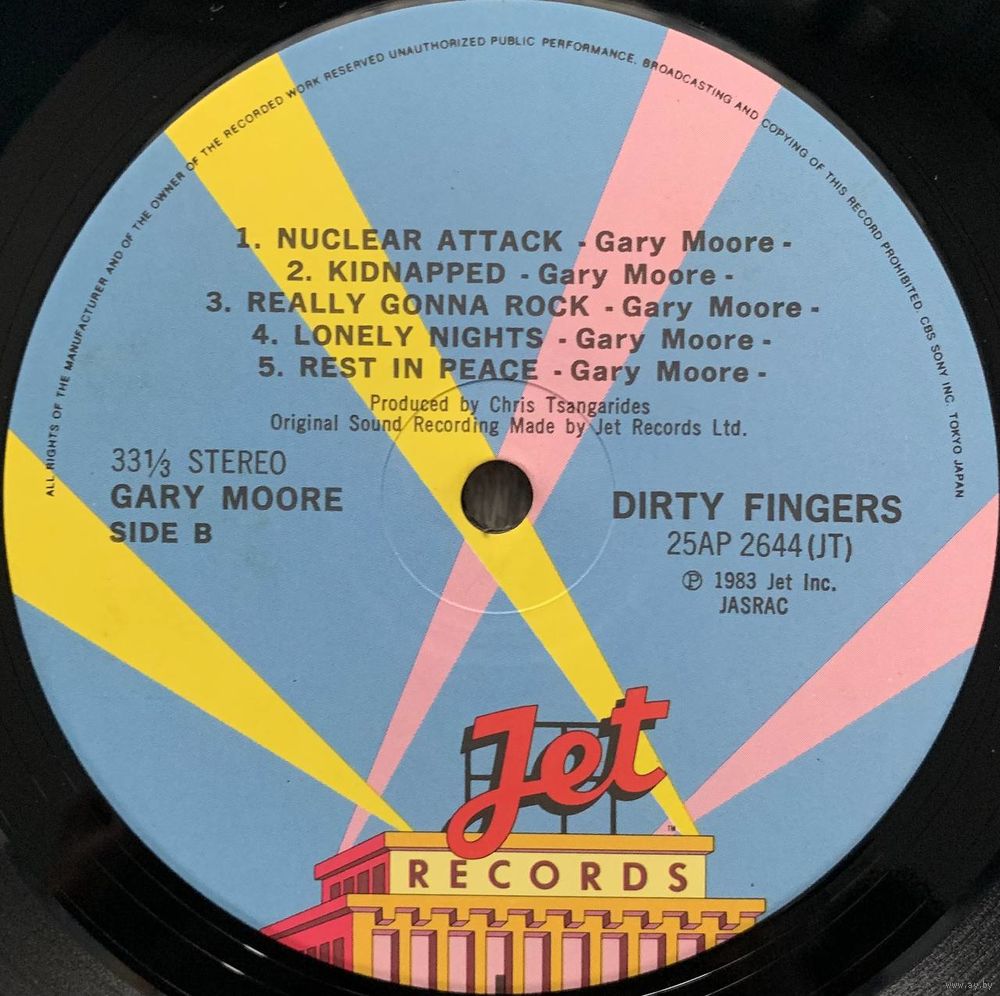 ALL RIGHTS OF THE MANUFACTURER AND OF THE OWNER OF THE RECORDED WORK RESERVED UNAUTHORIZED PUBLIC PERFORMANCE. BROADCASTING AND COPYING OF THIS RECORD PROHIBITED. CBS SONY INC. TOKYO JAPAN
1. NUCLEAR ATTACK - Gary Moore -
2. KIDNAPPED - Gary Moore -
3. REALLY GONNA ROCK - Gary Moore -
4. LONELY NIGHTS - Gary Moore -
5. REST IN PEACE - Gary Moore -
Produced by Chris Tsangarides
Original Sound Recording Made by Jet Records Ltd.
33⅓ STEREO
GARY MOORE
SIDE B
DIRTY FINGERS
25AP 2644(JT)
℗ 1983 Jet Inc.
JASRAC
Jet
TM
RECORDS
www.ay.by